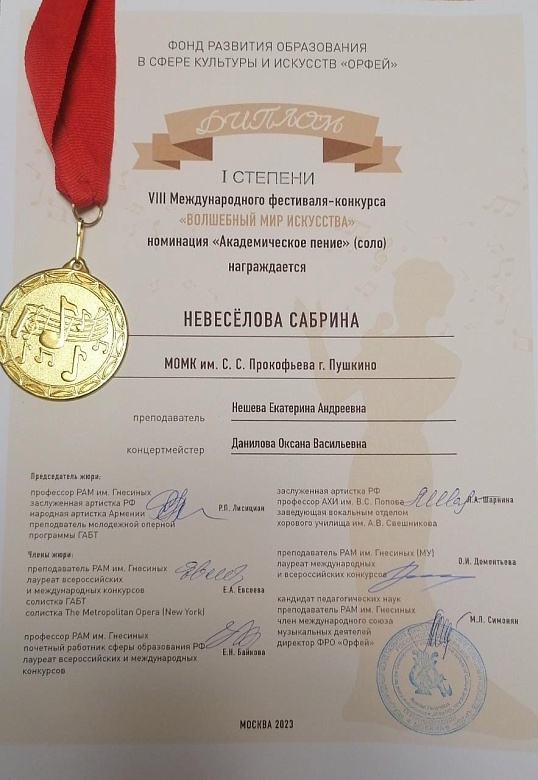 ФОНД РАЗВИТИЯ ОБРАЗОВАНИЯ
В СФЕРЕ КУЛЬТУРЫ И ИСКУССТВ «ОРФЕЙ»
ДИПЛОМ
I СТЕПЕНИ
VIII Международного фестиваля-конкурса
«ВОЛШЕБНЫЙ МИР ИСКУССТВА»
номинация «Академическое пение» (соло)
награждается
НЕВЕСЁЛОВА САБРИНА
МОМК им. С. С. Прокофьева г. Пушкино
преподаватель Нешева Екатерина Андреевна
концертмейстер Данилова Оксана Васильевна
Председатель жюри:
профессор РАМ им. Гнесиных
заслуженная артистка РФ
народная артистка Армении
преподаватель молодежной оперной
программы ГАБТ
Р.П. Лисициан
Члены жюри:
преподаватель РАМ им. Гнесиных
лауреат всероссийских
и международных конкурсов
солистка ГАБТ
солистка The Metropolitan Opera (New York)
Е.А. Евсеева
профессор РАМ им. Гнесиных
почетный работник сферы образования РФ
лауреат всероссийских и международных
конкурсов
Е.Н. Байкова
заслуженная артистка РФ
профессор АХИ им. В.С. Попова
заведующая вокальным отделом
хорового училища им. А.В. Свешникова
Л.А. Шарнина
преподаватель РАМ им. Гнесиных (МУ)
лауреат международных
и всероссийских конкурсов
О.И. Дементьева
кандидат педагогических наук
преподаватель РАМ им. Гнесиных
член международного союза
музыкальных деятелей
директор ФРО «Орфей»
М.Л. Симонян
МОСКВА 2023